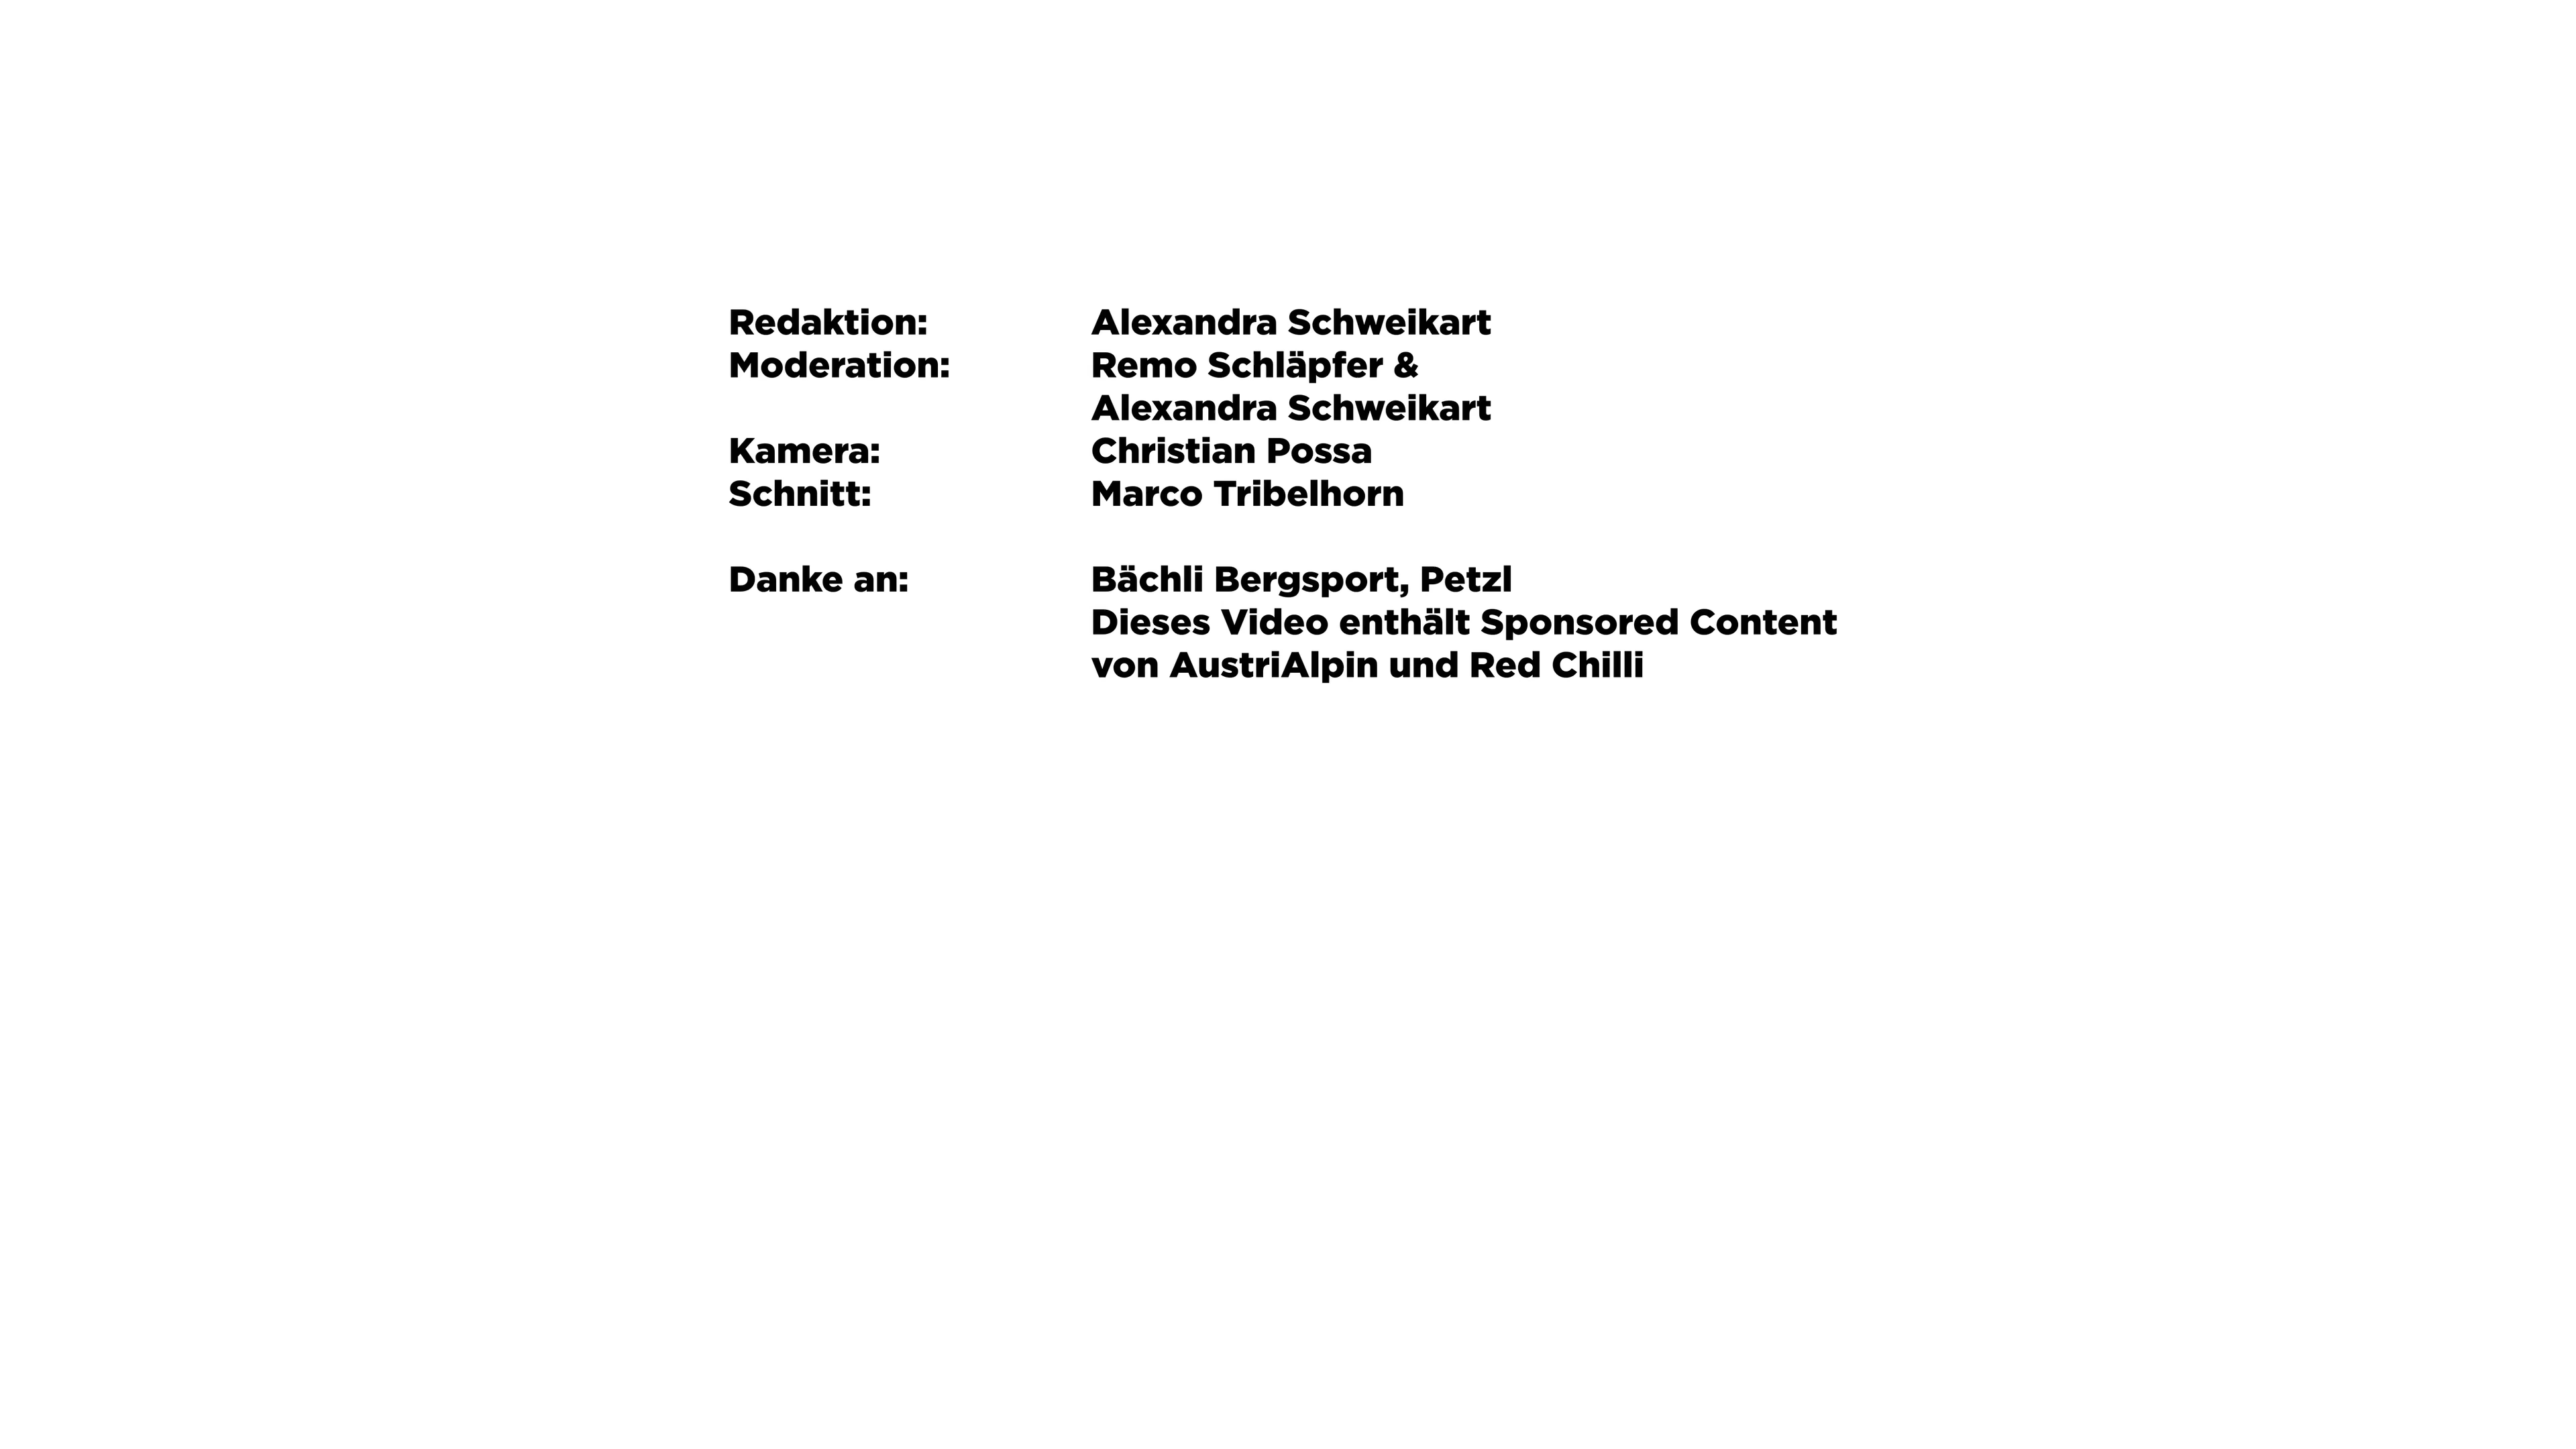 Redaktion: Alexandra Schweikart
Moderation: Remo Schläpfer &
Alexandra Schweikart
Kamera: Christian Possa
Schnitt: Marco Tribelhorn
Danke an: Bächli Bergsport, Petzl
Dieses Video enthält Sponsored Content
von AustriAlpin und Red Chilli